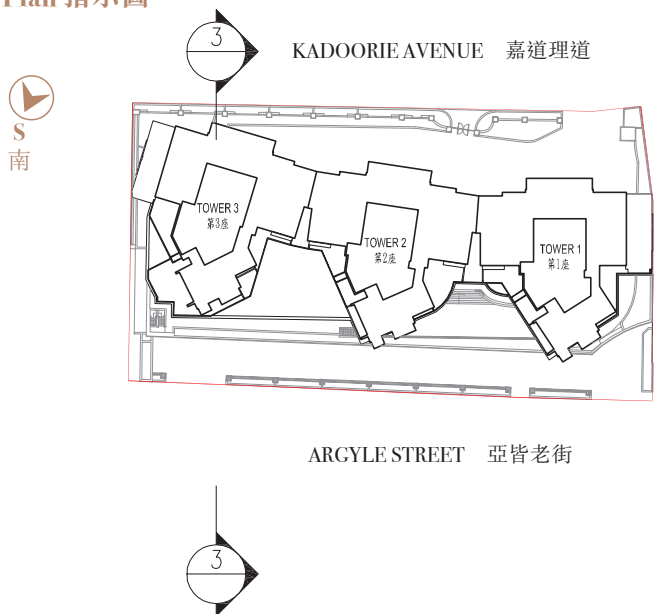 Plan 指示圖
3
KADOORIE AVENUE 嘉道理道
S
南
TOWER 3
第3座
TOWER 2
第2座
TOWER 1
第1座
ARGYLE STREET 亞皆老街
3